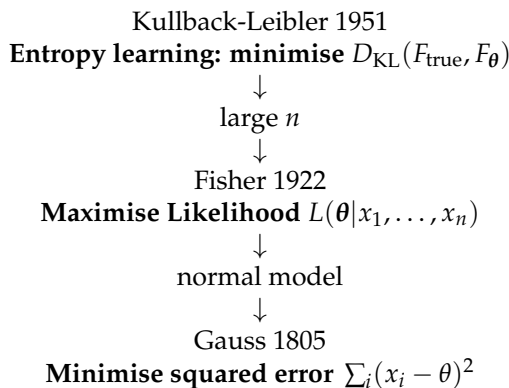 Kullback-Leibler 1951
Entropy learning: minimise D_KL(F_true, F_θ)
↓
large n
↓
Fisher 1922
Maximise Likelihood L(θ|x_1, . . . , x_n)
↓
normal model
↓
Gauss 1805
Minimise squared error ∑_i(x_i − θ)^2